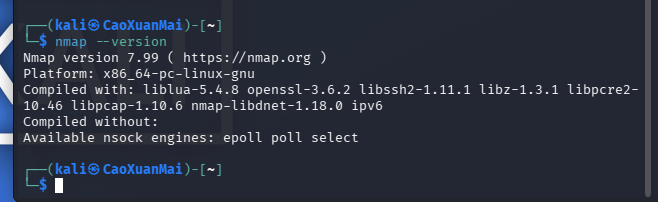 ┌──(kali㉿CaoXuanMai)-[~]
└─$ nmap --version
Nmap version 7.99 ( https://nmap.org )
Platform: x86_64-pc-linux-gnu
Compiled with: liblua-5.4.8 openssl-3.6.2 libssh2-1.11.1 libz-1.3.1 libpcre2-
10.46 libpcap-1.10.6 nmap-libdnet-1.18.0 ipv6
Compiled without:
Available nsock engines: epoll poll select
┌──(kali㉿CaoXuanMai)-[~]
└─$